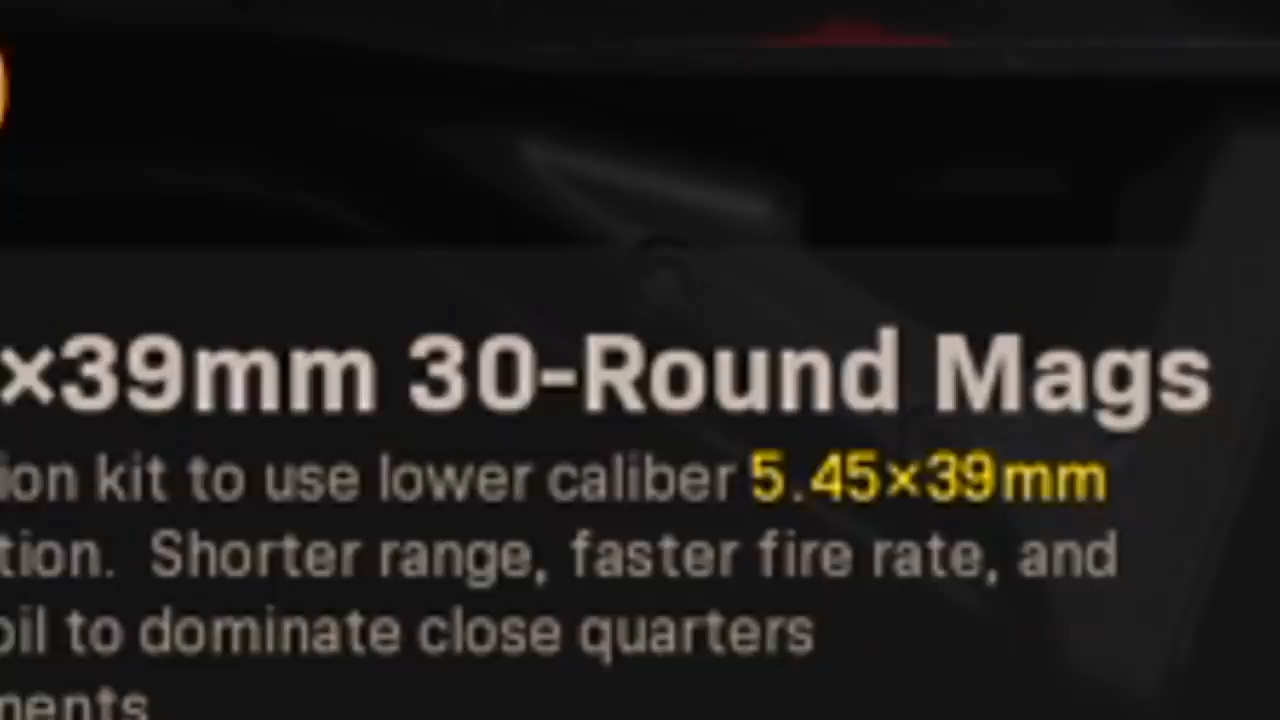 ×39mm 30-Round Mags
ion kit to use lower caliber 5.45×39mm
tion. Shorter range, faster fire rate, and
oil to dominate close quarters
ments